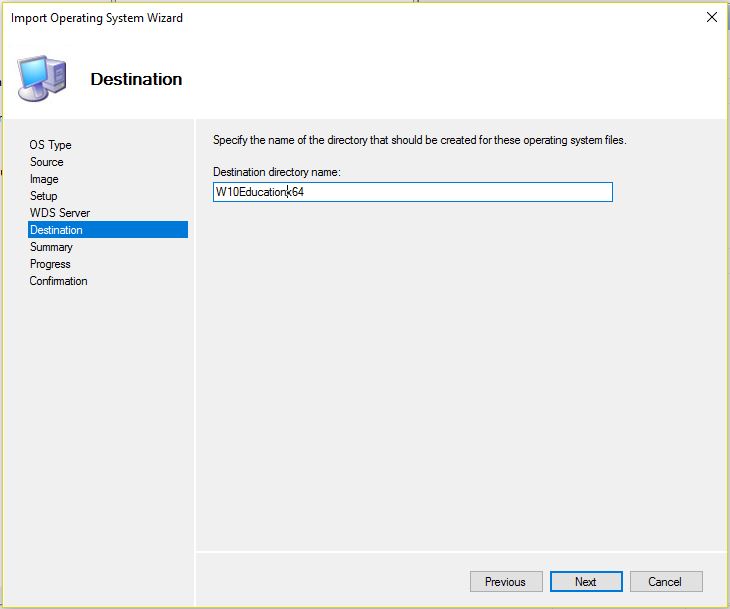 Import Operating System Wizard
Destination
OS Type
Source
Image
Setup
WDS Server
Destination
Summary
Progress
Confirmation
Specify the name of the directory that should be created for these operating system files.
Destination directory name:
W10Educationx64
Previous
Next
Cancel